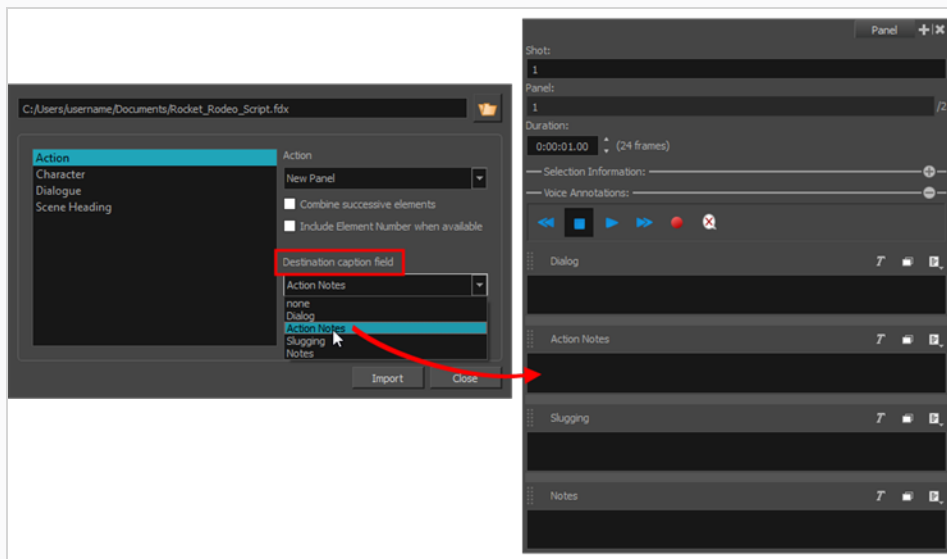 C:/Users/username/Documents/Rocket_Rodeo_Script.fdx
Action
Character
Dialogue
Scene Heading
Action
New Panel
Combine successive elements
Include Element Number when available
Destination caption field
Action Notes
none
Dialog
Action Notes
Slugging
Notes
Import
Close
Panel
Shot:
1
Panel:
1
/2
Duration:
0:00:01.00
(24 frames)
Selection Information:
Voice Annotations:
Dialog
Action Notes
Slugging
Notes